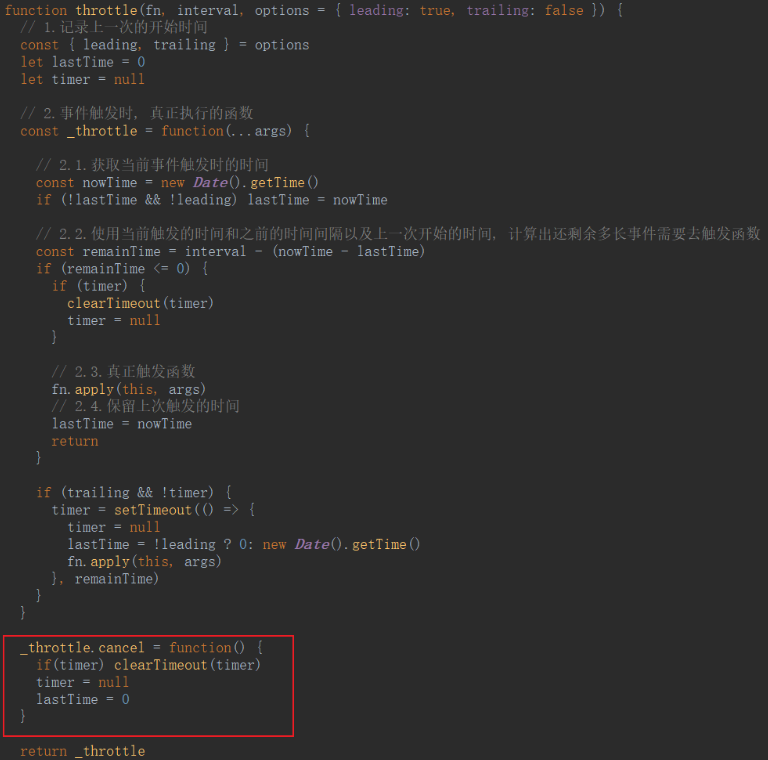 function throttle(fn, interval, options = { leading: true, trailing: false }) {
  // 1.记录上一次的开始时间
  const { leading, trailing } = options
  let lastTime = 0
  let timer = null
  // 2.事件触发时, 真正执行的函数
  const _throttle = function(...args) {
    // 2.1.获取当前事件触发时的时间
    const nowTime = new Date().getTime()
    if (!lastTime && !leading) lastTime = nowTime
    // 2.2.使用当前触发的时间和之前的时间间隔以及上一次开始的时间, 计算出还剩余多长事件需要去触发函数
    const remainTime = interval - (nowTime - lastTime)
    if (remainTime <= 0) {
      if (timer) {
        clearTimeout(timer)
        timer = null
      }
      // 2.3.真正触发函数
      fn.apply(this, args)
      // 2.4.保留上次触发的时间
      lastTime = nowTime
      return
    }
    if (trailing && !timer) {
      timer = setTimeout(() => {
        timer = null
        lastTime = !leading ? 0: new Date().getTime()
        fn.apply(this, args)
      }, remainTime)
    }
  }
  _throttle.cancel = function() {
    if(timer) clearTimeout(timer)
    timer = null
    lastTime = 0
  }
  return _throttle